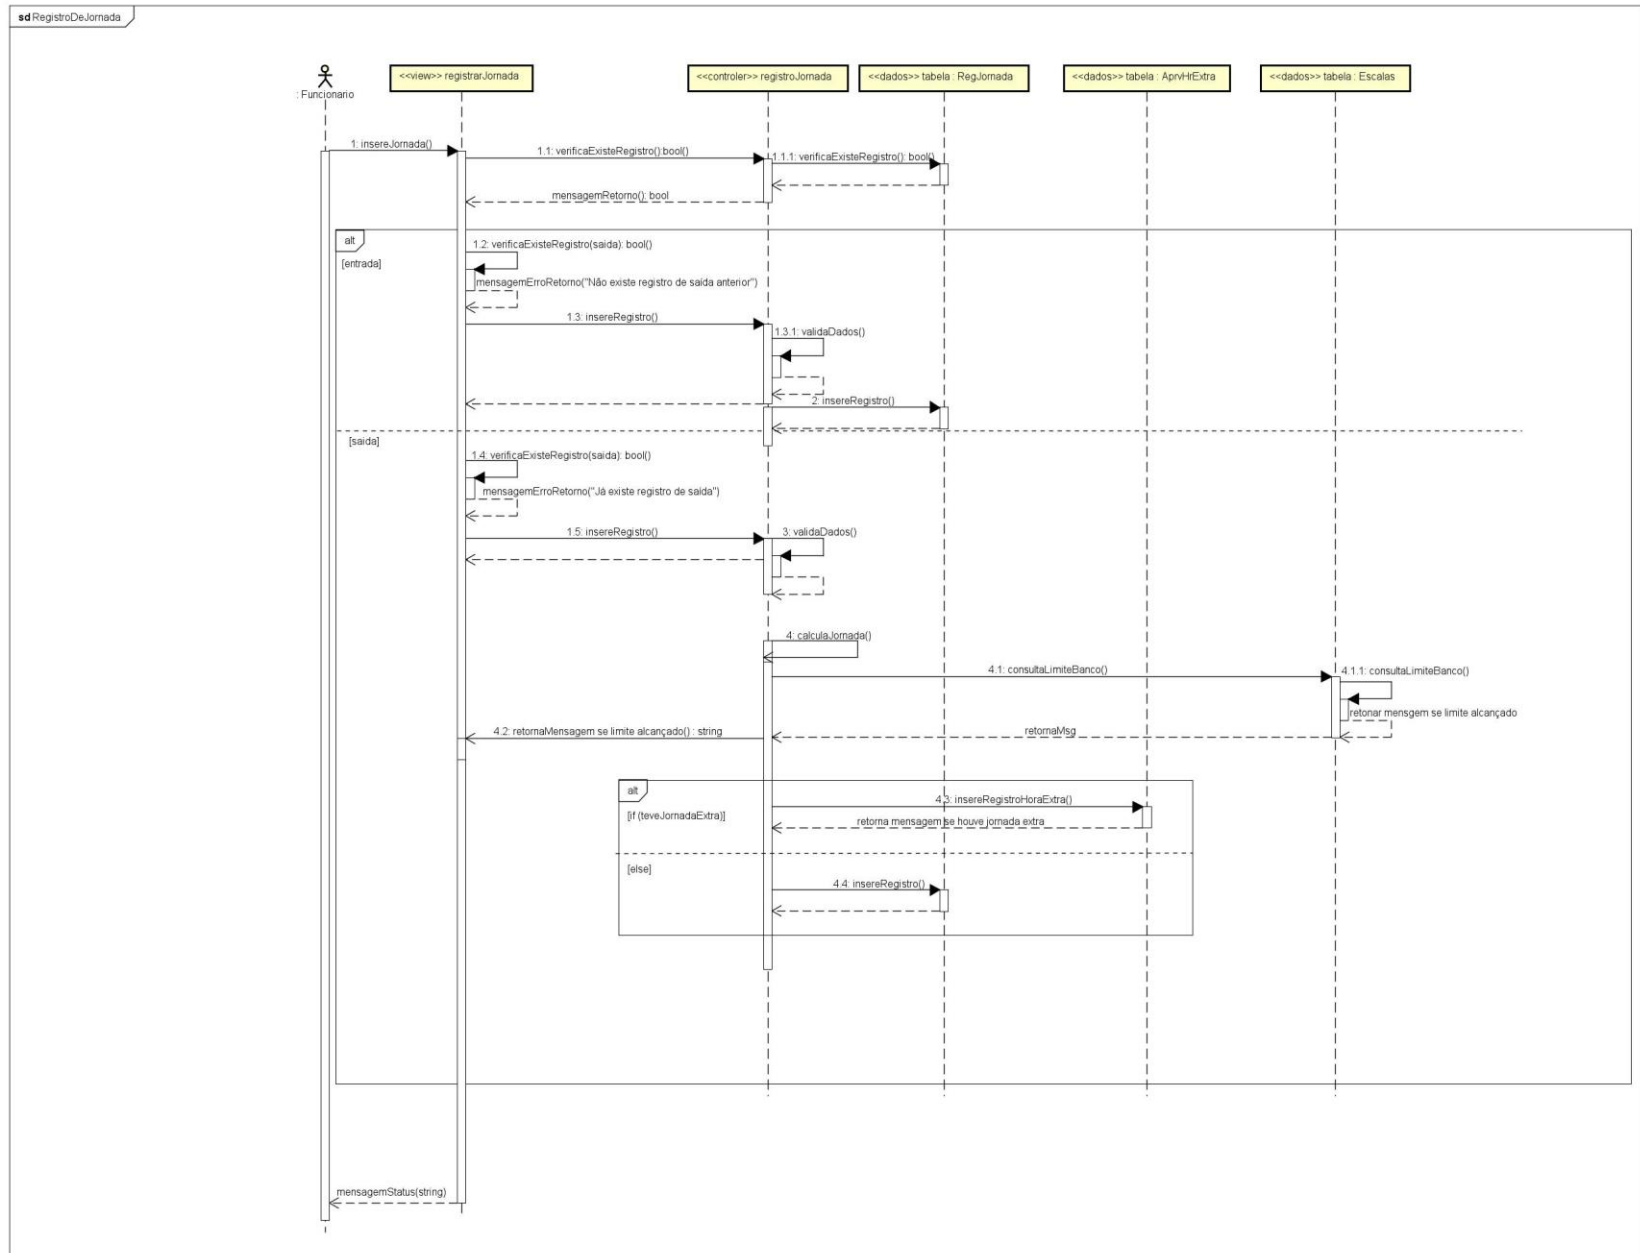 sd RegistroDeJornada
: Funcionario
<<view>> registrarJornada
<<controler>> registroJornada
<<dados>> tabela : RegJornada
<<dados>> tabela : AprvHrExtra
<<dados>> tabela : Escalas
1: insereJornada()
1.1: verificaExisteRegistro():bool()
1.1.1: verificaExisteRegistro(): bool()
mensagemRetorno(): bool
alt
[entrada]
1.2: verificaExisteRegistro(saida): bool()
mensagemErroRetorno("Não existe registro de saída anterior")
1.3: insereRegistro()
1.3.1: validaDados()
2: insereRegistro()
[saida]
1.4: verificaExisteRegistro(saida): bool()
mensagemErroRetorno("Já existe registro de saída")
1.5: insereRegistro()
3: validaDados()
4: calculaJornada()
4.1: consultaLimiteBanco()
4.1.1: consultaLimiteBanco()
retonar mensgem se limite alcançado
4.2: retornaMensagem se limite alcançado() : string
retornaMsg
alt
[if (teveJornadaExtra)]
4.3: insereRegistroHoraExtra()
retorna mensagem se houve jornada extra
[else]
4.4: insereRegistro()
mensagemStatus(string)